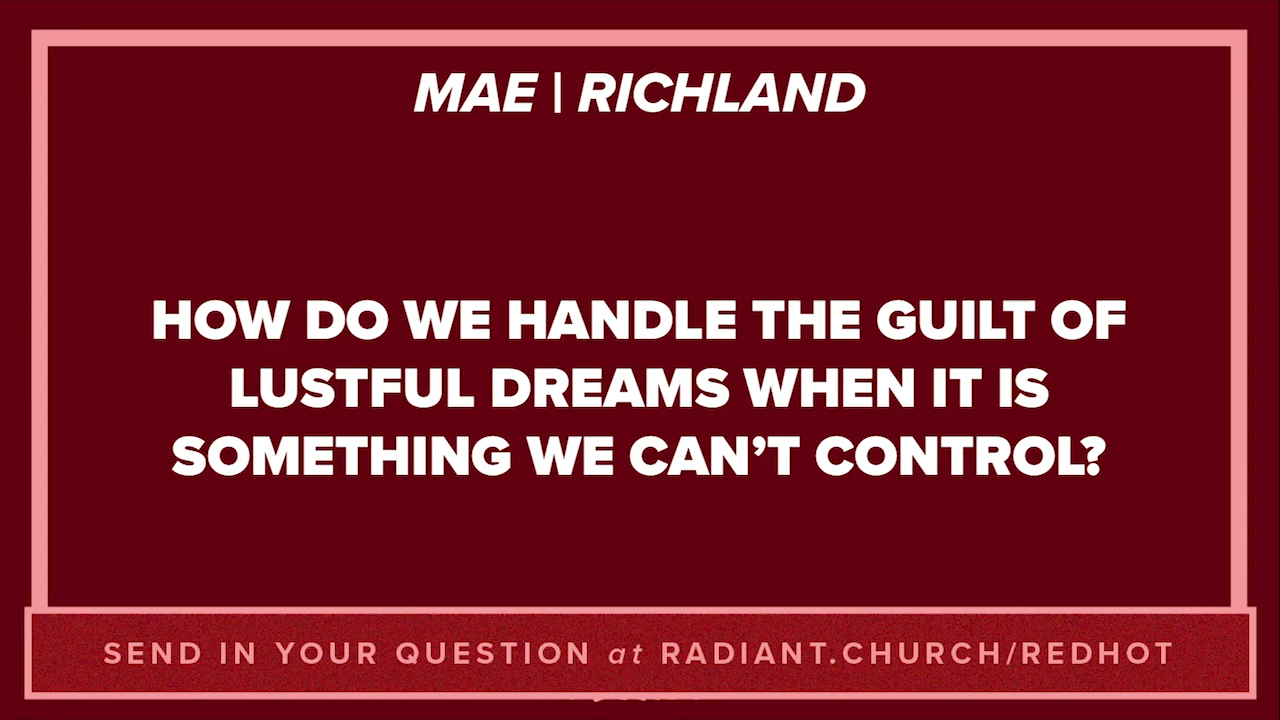 MAE | RICHLAND
HOW DO WE HANDLE THE GUILT OF
LUSTFUL DREAMS WHEN IT IS
SOMETHING WE CAN’T CONTROL?
SEND IN YOUR QUESTION at RADIANT.CHURCH/REDHOT